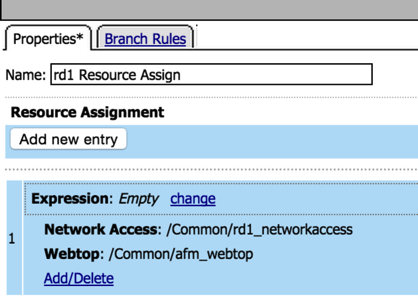 Properties* Branch Rules
Name: rd1 Resource Assign
Resource Assignment
Add new entry
Expression: Empty change
1
Network Access: /Common/rd1_networkaccess
Webtop: /Common/afm_webtop
Add/Delete